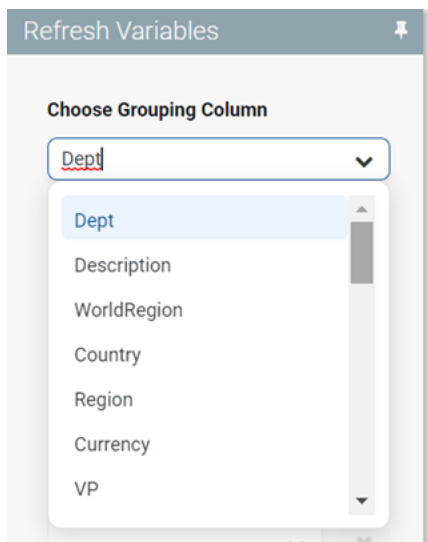 Refresh Variables
Choose Grouping Column
Dept
Dept
Description
WorldRegion
Country
Region
Currency
VP